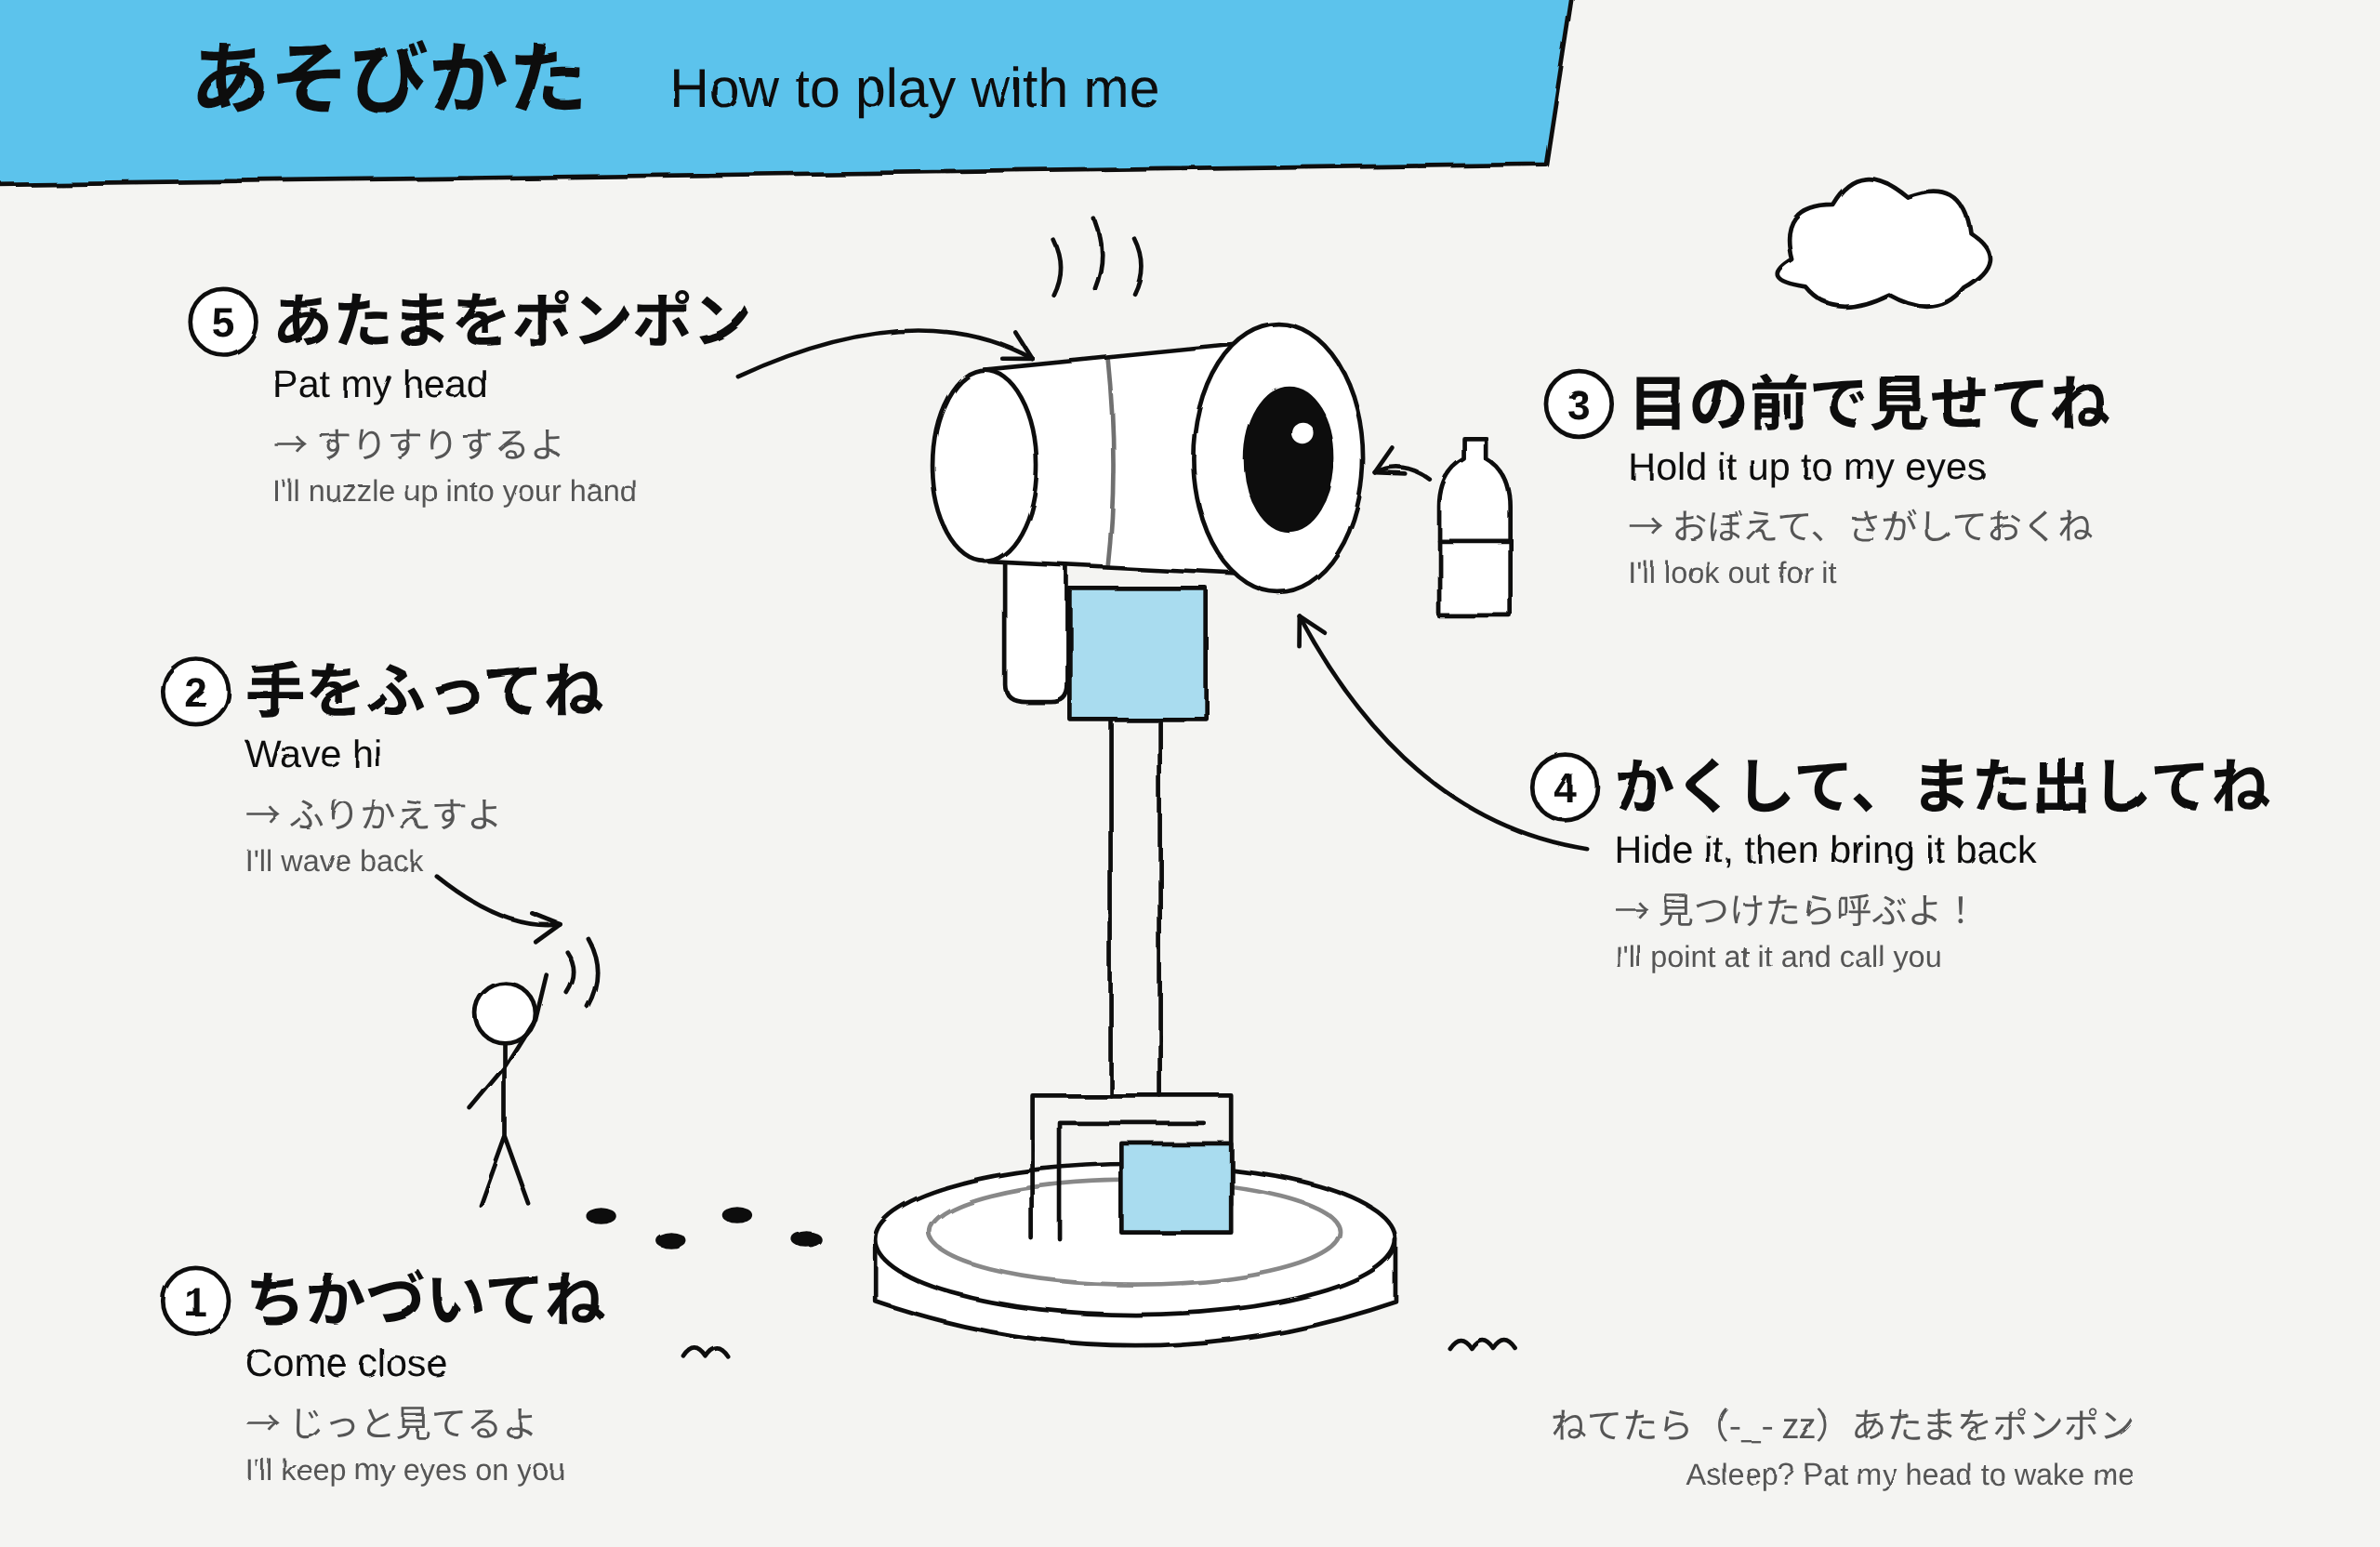 あそびかた How to play with me
5 あたまをポンポン
Pat my head
→ すりすりするよ
I'll nuzzle up into your hand
3 目の前で見せてね
Hold it up to my eyes
→ おぼえて、さがしておくね
I'll look out for it
2 手をふってね
Wave hi
→ ふりかえすよ
I'll wave back
4 かくして、また出してね
Hide it, then bring it back
→ 見つけたら呼ぶよ！
I'll point at it and call you
1 ちかづいてね
Come close
→ じっと見てるよ
I'll keep my eyes on you
ねてたら（-_- zz）あたまをポンポン
Asleep? Pat my head to wake me